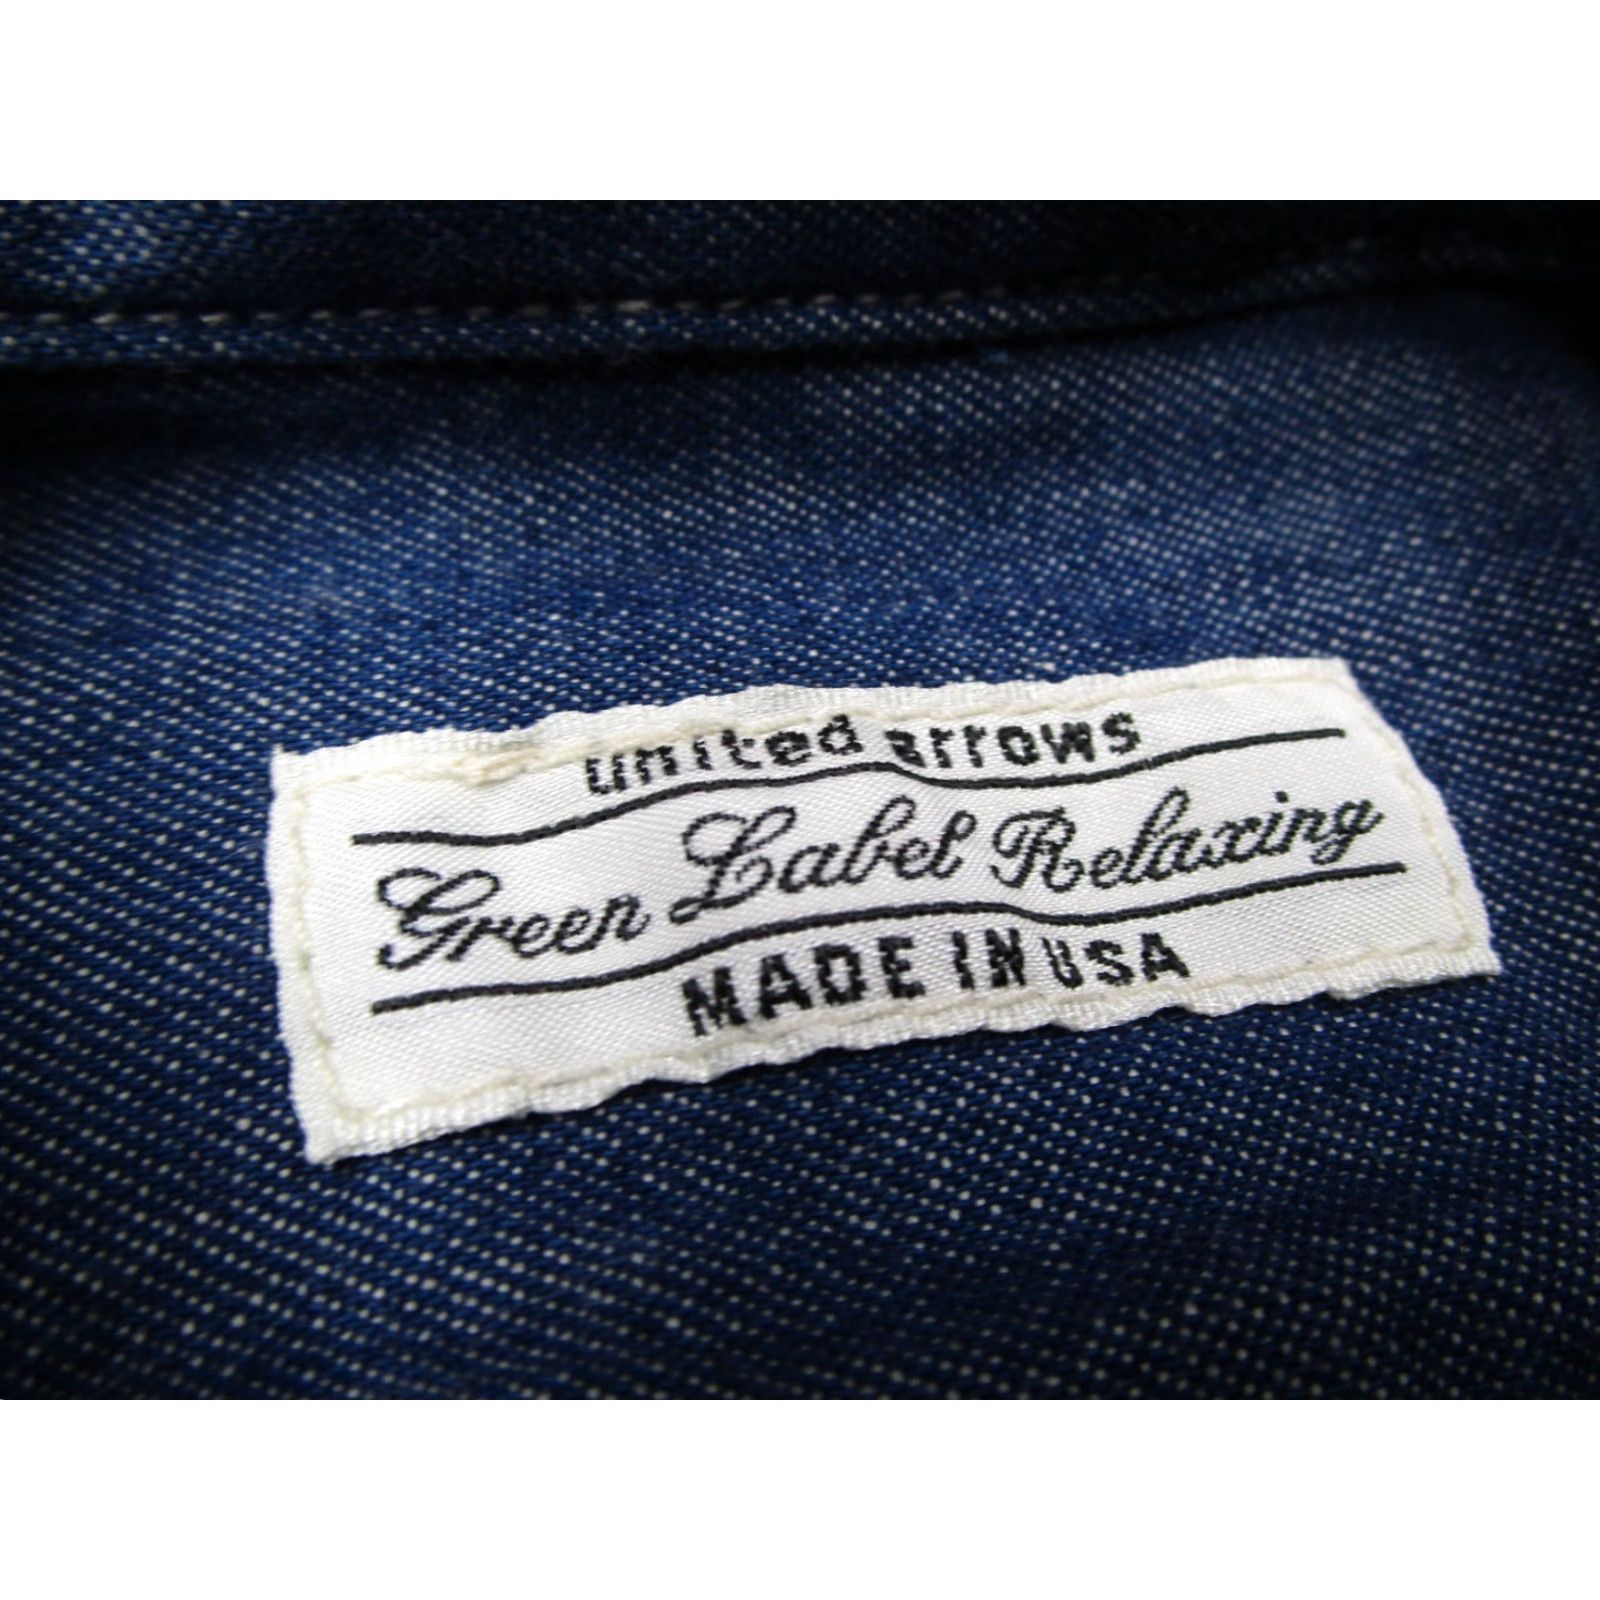 united arrows
Green Label Relaxing
MADE IN USA